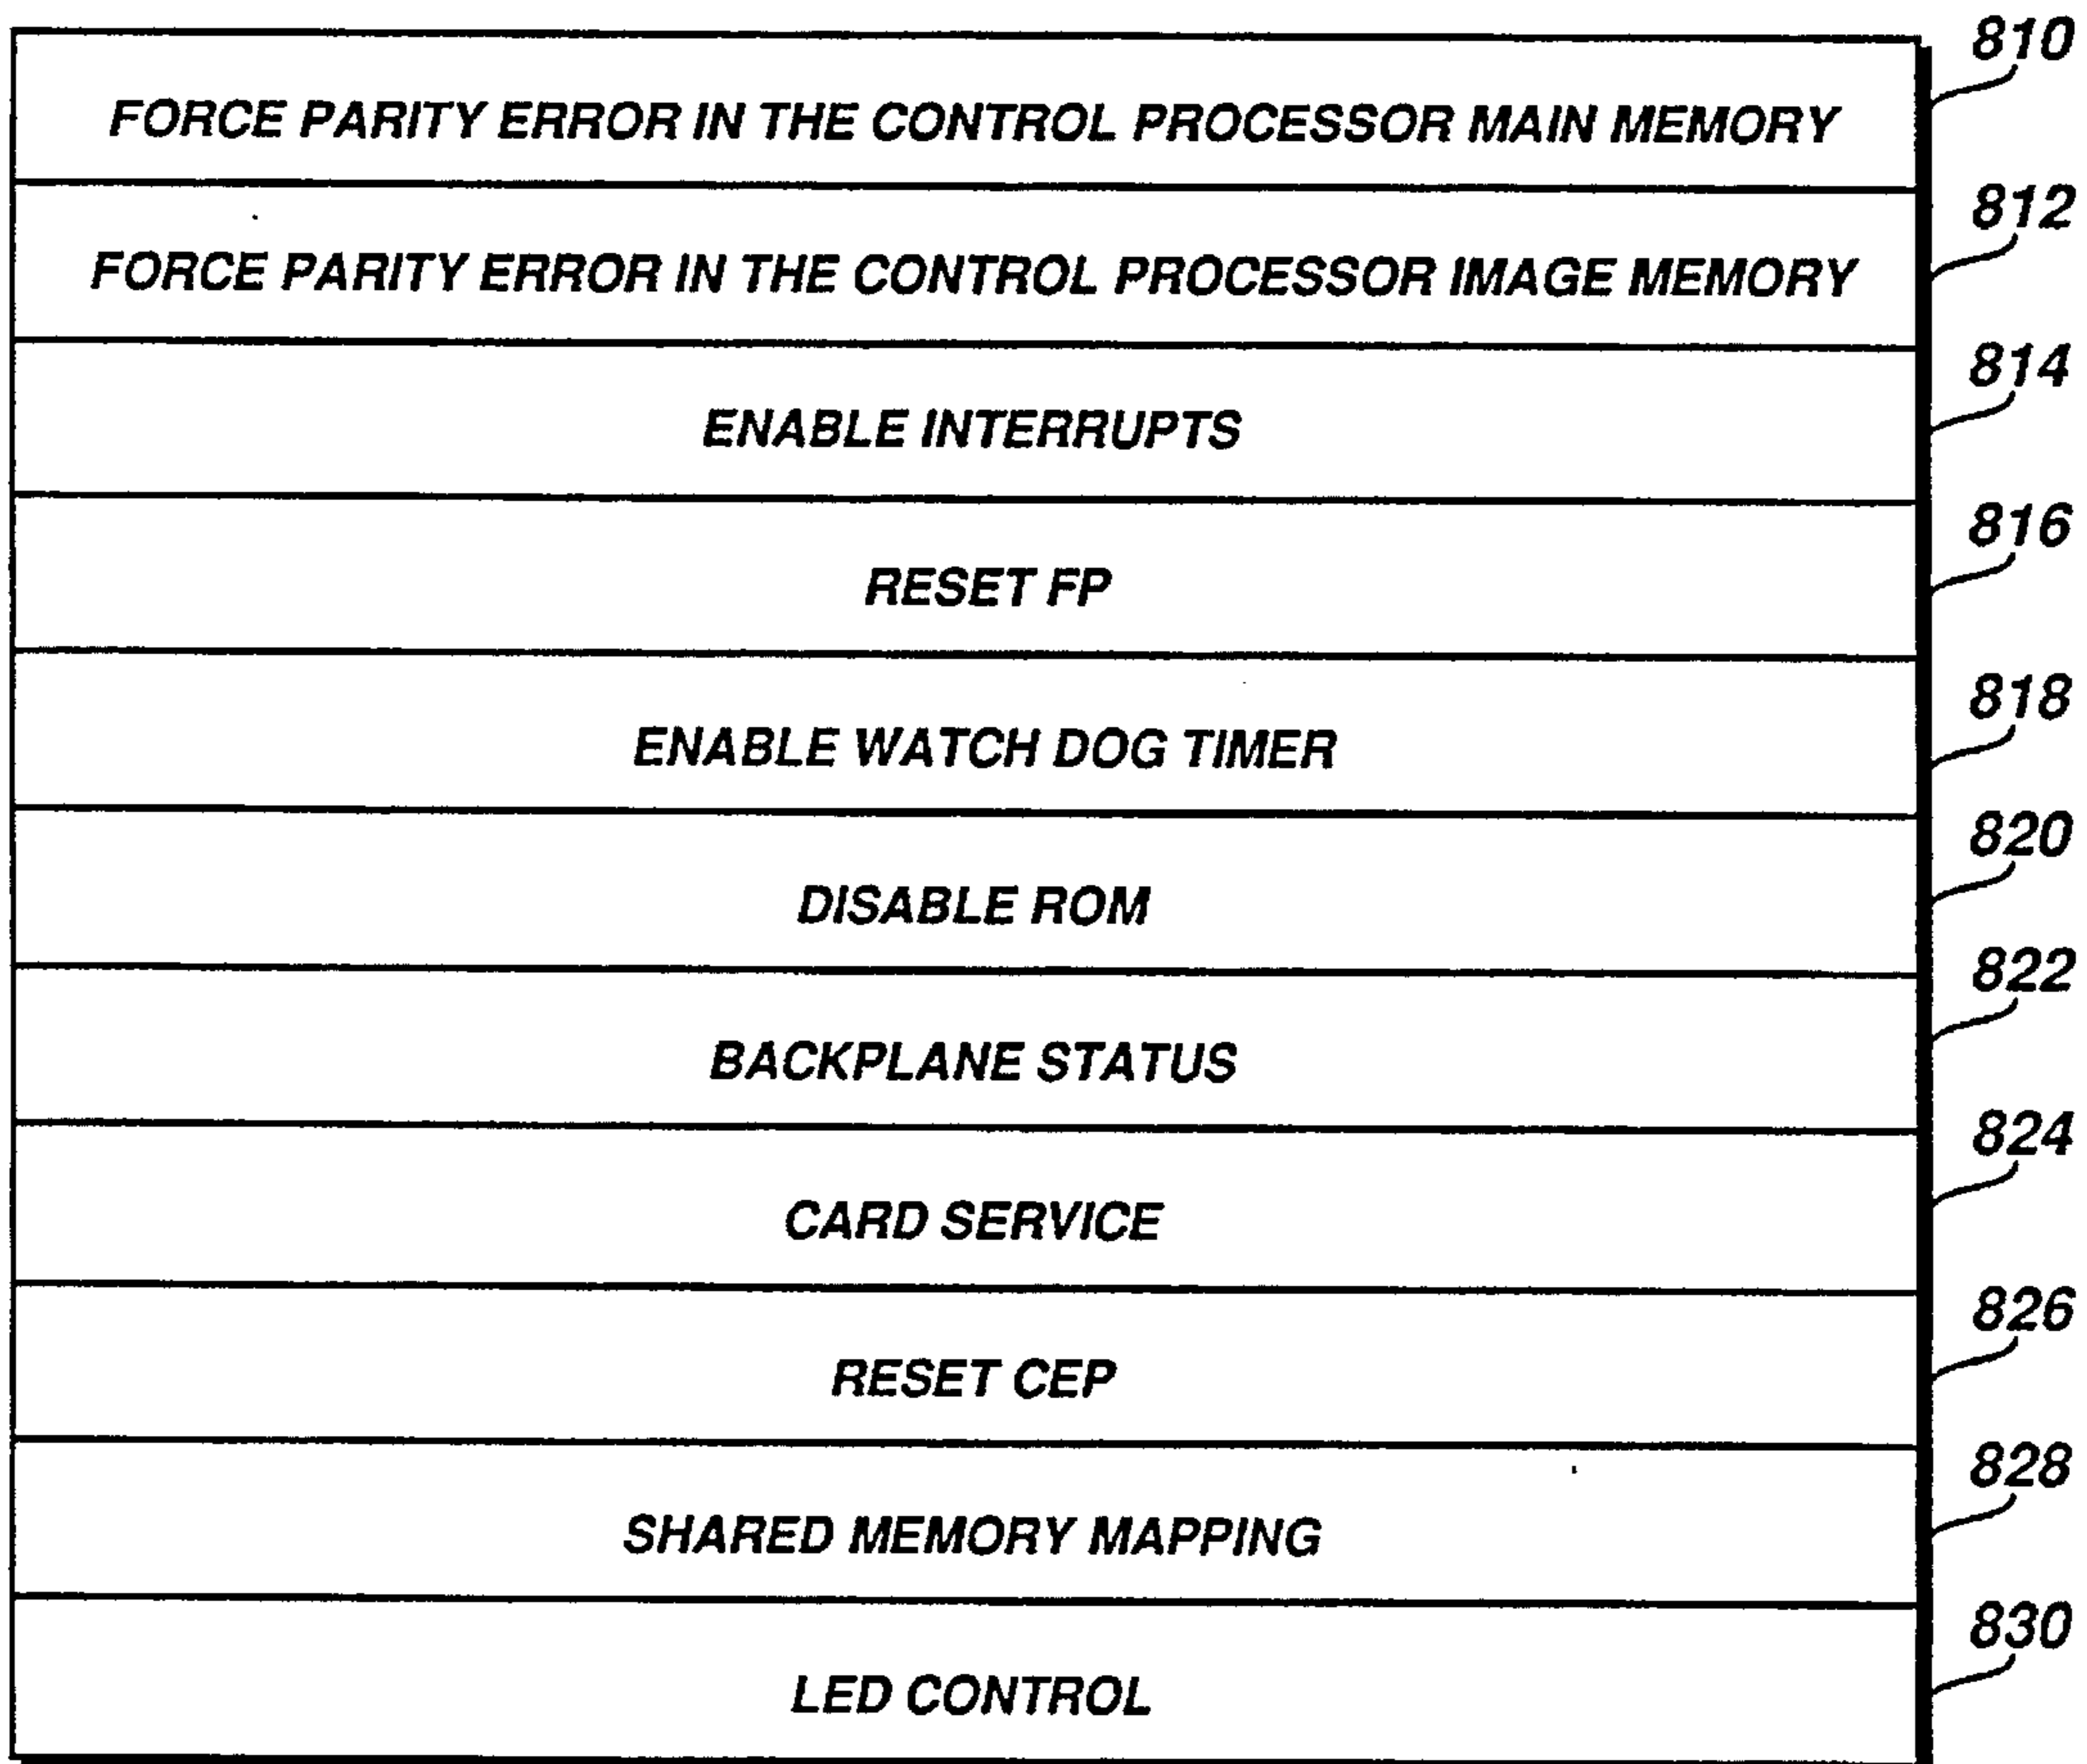 810
FORCE PARITY ERROR IN THE CONTROL PROCESSOR MAIN MEMORY
812
FORCE PARITY ERROR IN THE CONTROL PROCESSOR IMAGE MEMORY
814
ENABLE INTERRUPTS
816
RESET FP
818
ENABLE WATCH DOG TIMER
820
DISABLE ROM
822
BACKPLANE STATUS
824
CARD SERVICE
826
RESET CEP
828
SHARED MEMORY MAPPING
830
LED CONTROL